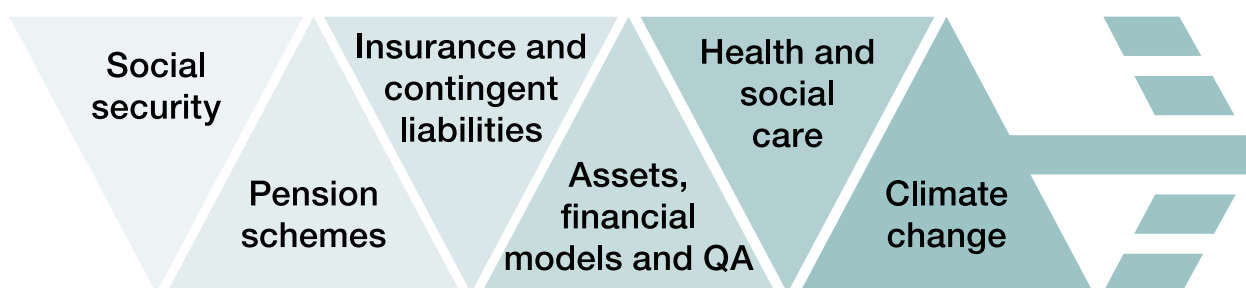 Social
security
Pension
schemes
Insurance and
contingent
liabilities
Assets,
financial
models and QA
Health and
social
care
Climate
change